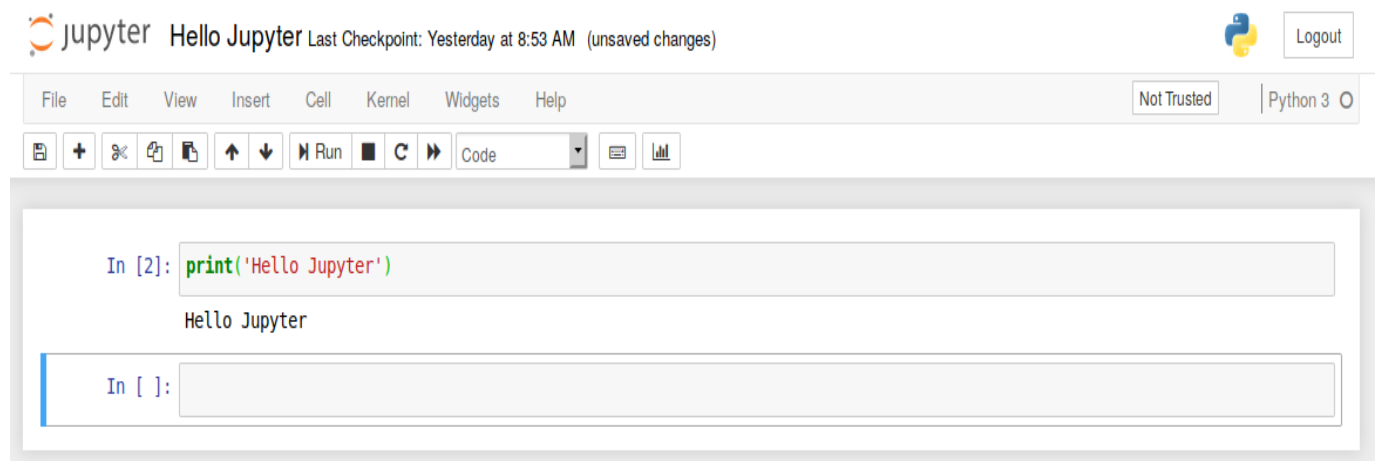 jupyter Hello Jupyter Last Checkpoint: Yesterday at 8:53 AM (unsaved changes) Logout
File Edit View Insert Cell Kernel Widgets Help Not Trusted Python 3
Run Code
In [2]: print('Hello Jupyter')
Hello Jupyter
In [ ]: